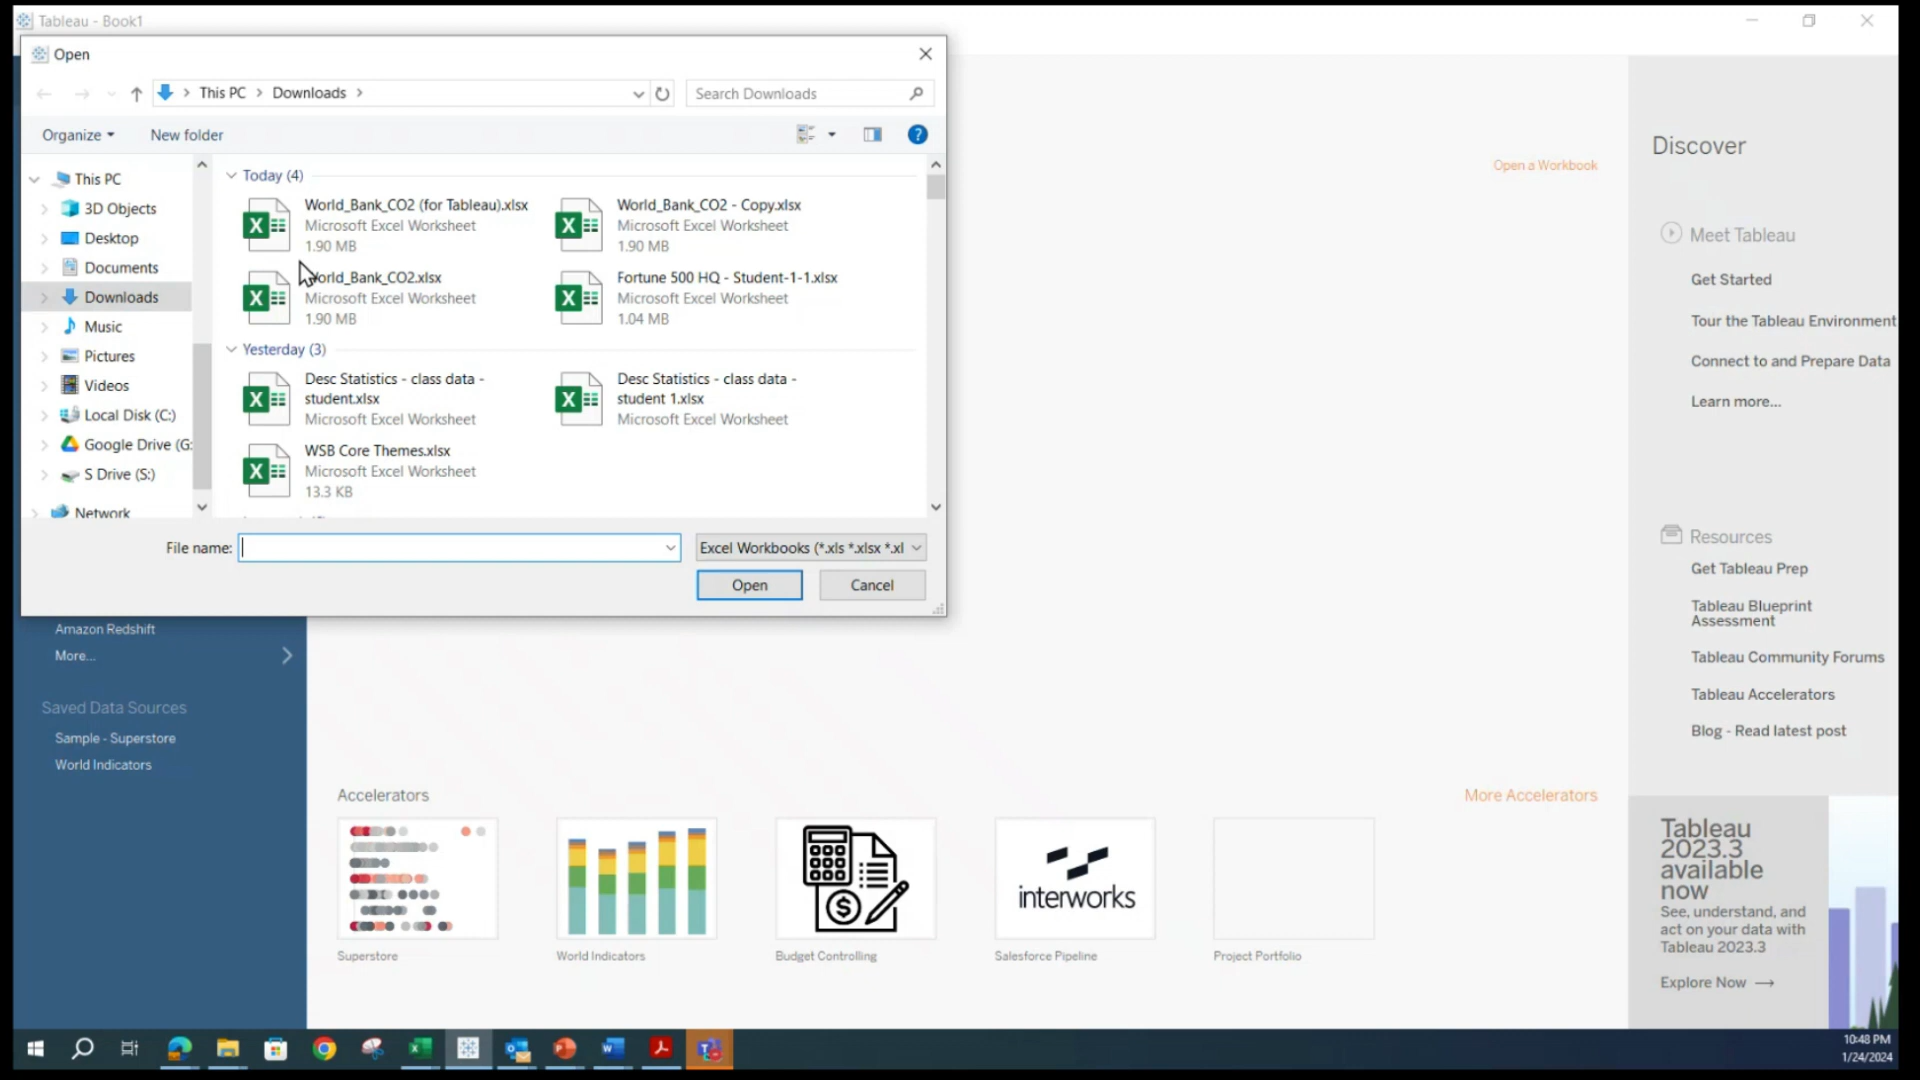 Tableau - Book1
Open
This PC > Downloads >
Search Downloads
Organize
New folder
This PC
3D Objects
Desktop
Documents
Downloads
Music
Pictures
Videos
Local Disk (C:)
Google Drive (G:
S Drive (S:)
Network
Today (4)
World_Bank_CO2 (for Tableau).xlsx
Microsoft Excel Worksheet
1.90 MB
World_Bank_CO2 - Copy.xlsx
Microsoft Excel Worksheet
1.90 MB
World_Bank_CO2.xlsx
Microsoft Excel Worksheet
1.90 MB
Fortune 500 HQ - Student-1-1.xlsx
Microsoft Excel Worksheet
1.04 MB
Yesterday (3)
Desc Statistics - class data -
student.xlsx
Microsoft Excel Worksheet
Desc Statistics - class data -
student 1.xlsx
Microsoft Excel Worksheet
WSB Core Themes.xlsx
Microsoft Excel Worksheet
13.3 KB
File name:
Excel Workbooks (*.xls *.xlsx *.xl
Open
Cancel
Amazon Redshift
More...
Saved Data Sources
Sample - Superstore
World Indicators
Open a Workbook
Accelerators
More Accelerators
interworks
Superstore
World Indicators
Budget Controlling
Salesforce Pipeline
Project Portfolio
Discover
Meet Tableau
Get Started
Tour the Tableau Environment
Connect to and Prepare Data
Learn more...
Resources
Get Tableau Prep
Tableau Blueprint
Assessment
Tableau Community Forums
Tableau Accelerators
Blog - Read latest post
Tableau
2023.3
available
now
See, understand, and
act on your data with
Tableau 2023.3
Explore Now →
10:48 PM
1/24/2024